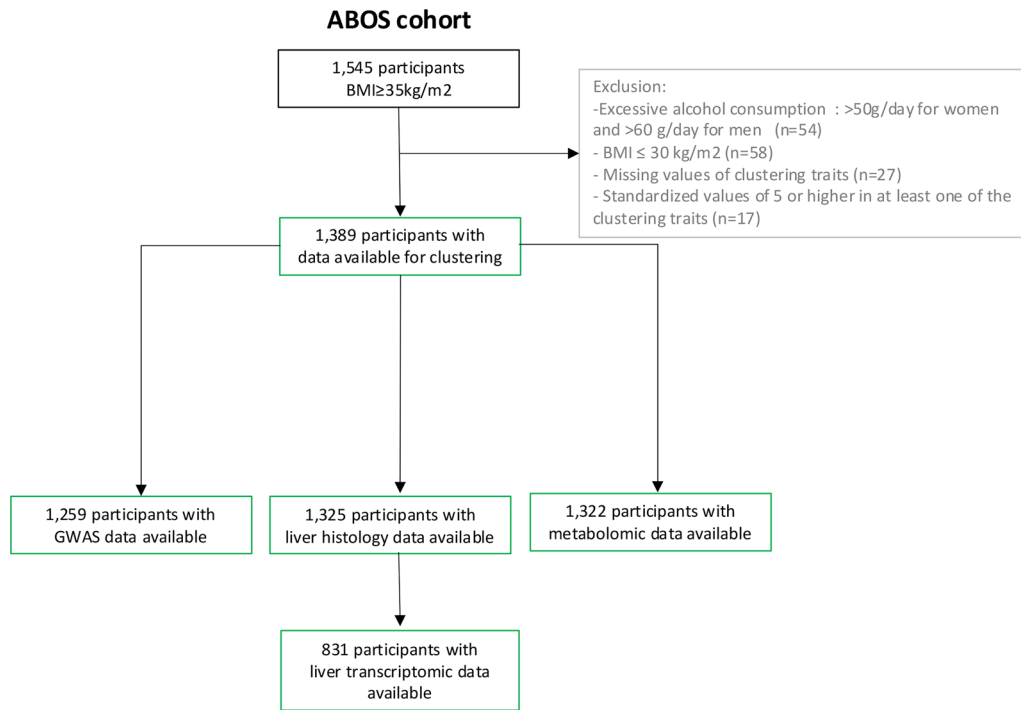 ABOS cohort
1,545 participants
BMI≥35kg/m2
Exclusion:
-Excessive alcohol consumption : >50g/day for women
and >60 g/day for men (n=54)
- BMI ≤ 30 kg/m2 (n=58)
- Missing values of clustering traits (n=27)
- Standardized values of 5 or higher in at least one of the
clustering traits (n=17)
1,389 participants with
data available for clustering
1,259 participants with
GWAS data available
1,325 participants with
liver histology data available
1,322 participants with
metabolomic data available
831 participants with
liver transcriptomic data
available